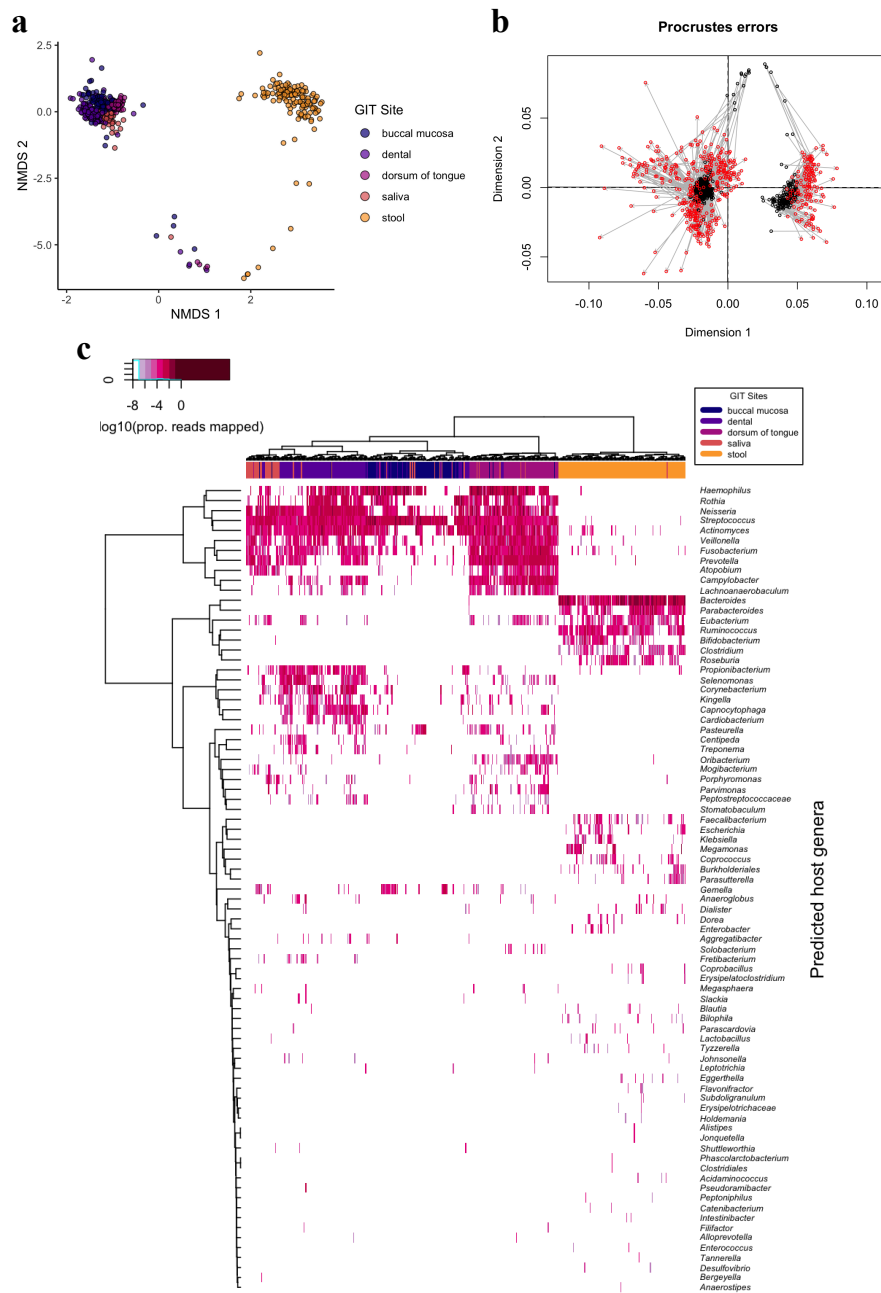 a
2.5
0.0
-2.5
-5.0
NMDS 2
-2
0
2
NMDS 1
GIT Site
buccal mucosa
dental
dorsum of tongue
saliva
stool
b
Procrustes errors
0.05
0.00
-0.05
Dimension 2
-0.10
-0.05
0.00
0.05
0.10
Dimension 1
c
0
-8 -4 0
log10(prop. reads mapped)
GIT Sites
buccal mucosa
dental
dorsum of tongue
saliva
stool
Haemophilus
Rothia
Neisseria
Streptococcus
Actinomyces
Veillonella
Fusobacterium
Prevotella
Atopobium
Campylobacter
Lachnoanaerobaculum
Bacteroides
Parabacteroides
Eubacterium
Ruminococcus
Bifidobacterium
Clostridium
Roseburia
Propionibacterium
Selenomonas
Corynebacterium
Kingella
Capnocytophaga
Cardiobacterium
Pasteurella
Centipeda
Treponema
Oribacterium
Mogibacterium
Porphyromonas
Parvimonas
Peptostreptococcaceae
Stomatobaculum
Faecalibacterium
Escherichia
Klebsiella
Megamonas
Coprococcus
Burkholderiales
Parasutterella
Gemella
Anaeroglobus
Dialister
Dorea
Enterobacter
Aggregatibacter
Solobacterium
Fretibacterium
Coprobacillus
Erysipelatoclostridium
Megasphaera
Slackia
Blautia
Bilophila
Parascardovia
Lactobacillus
Tyzzerella
Johnsonella
Leptotrichia
Eggerthella
Flavonifractor
Subdoligranulum
Erysipelotrichaceae
Holdemania
Alistipes
Jonquetella
Shuttleworthia
Phascolarctobacterium
Clostridiales
Acidaminococcus
Pseudoramibacter
Peptoniphilus
Catenibacterium
Intestinibacter
Filifactor
Alloprevotella
Enterococcus
Tannerella
Desulfovibrio
Bergeyella
Anaerostipes
Predicted host genera